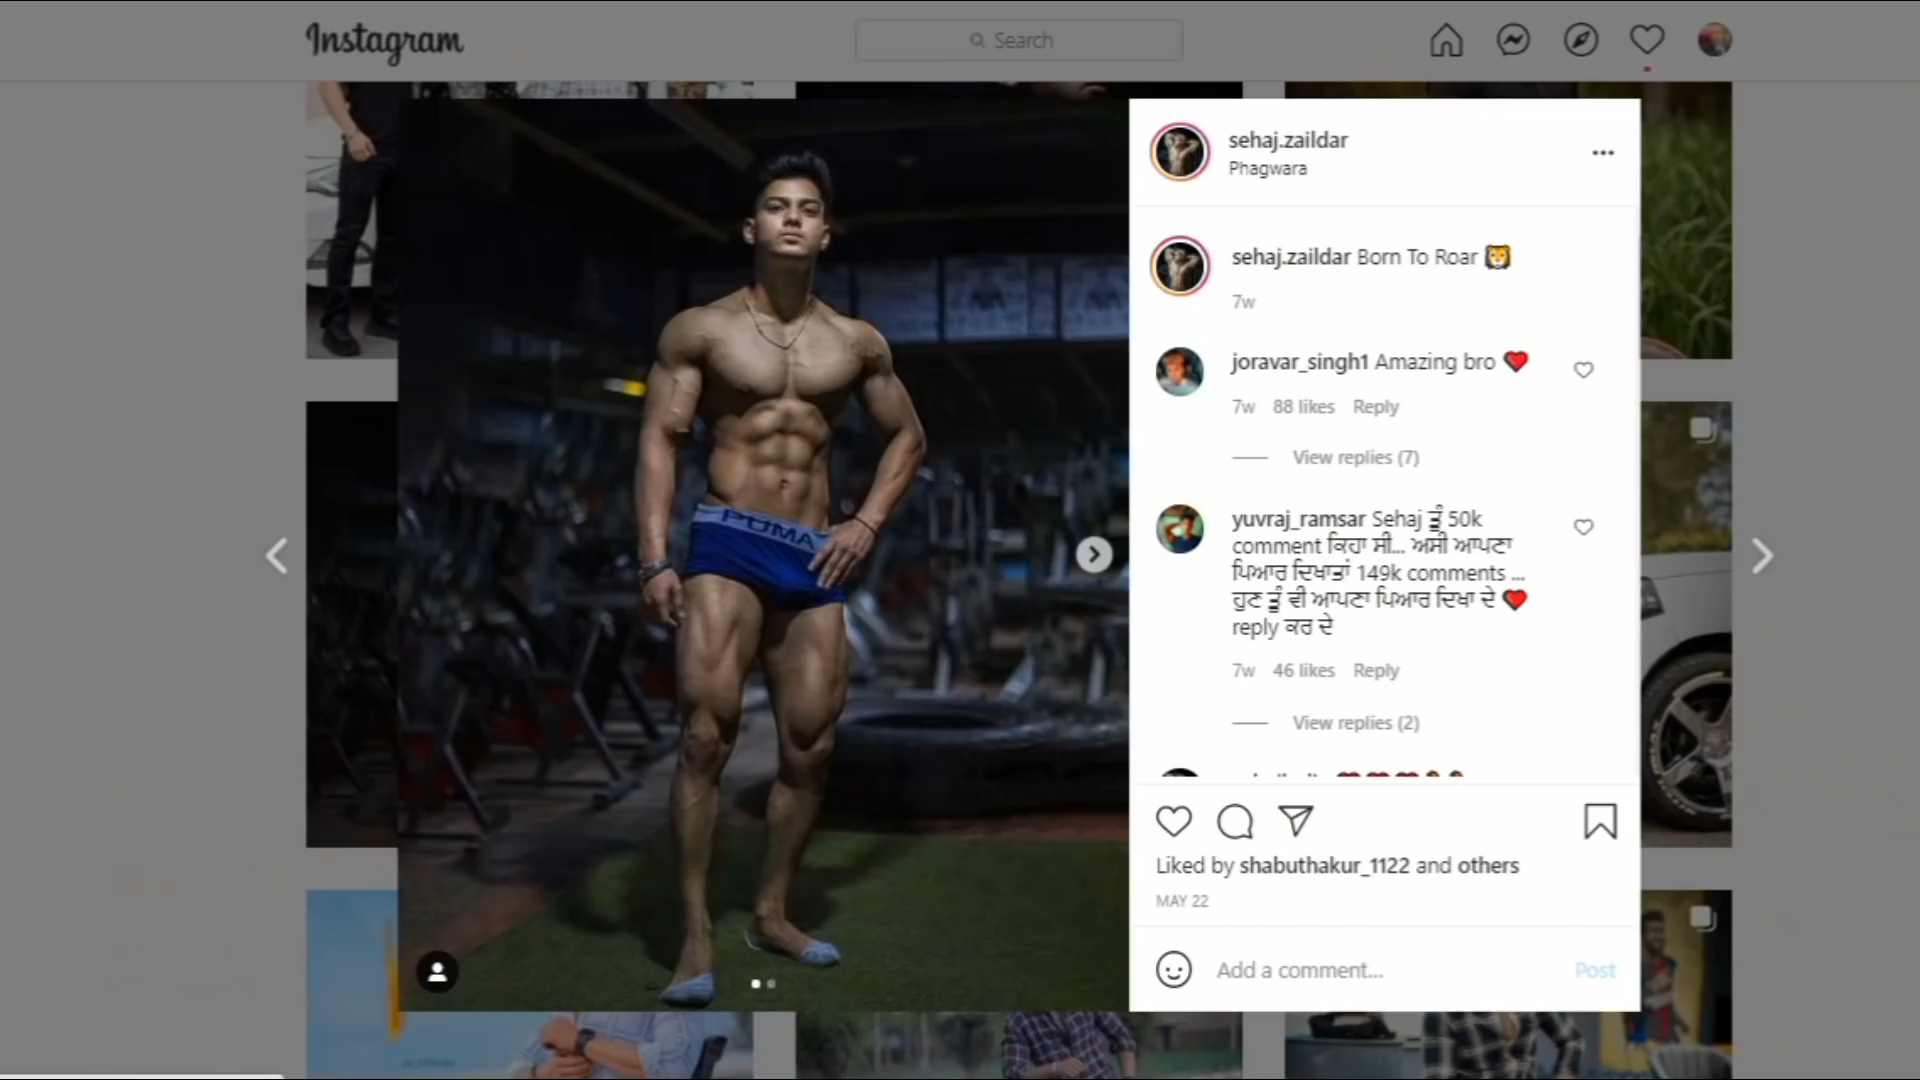 Instagram
Search
PUMA
sehaj.zaildar
Phagwara
sehaj.zaildar Born To Roar 🐯
7w
joravar_singh1 Amazing bro ❤️
7w 88 likes Reply
View replies (7)
yuvraj_ramsar Sehaj ਤੂੰ 50k
comment ਕਿਹਾ ਸੀ... ਅਸੀ ਆਪਣਾ
ਪਿਆਰ ਦਿਖਾਤਾਂ 149k comments ...
ਹੁਣ ਤੂੰ ਵੀ ਆਪਣਾ ਪਿਆਰ ਦਿਖਾ ਦੇ ❤️
reply ਕਰ ਦੇ
7w 46 likes Reply
View replies (2)
Liked by shabuthakur_1122 and others
MAY 22
Add a comment...
Post